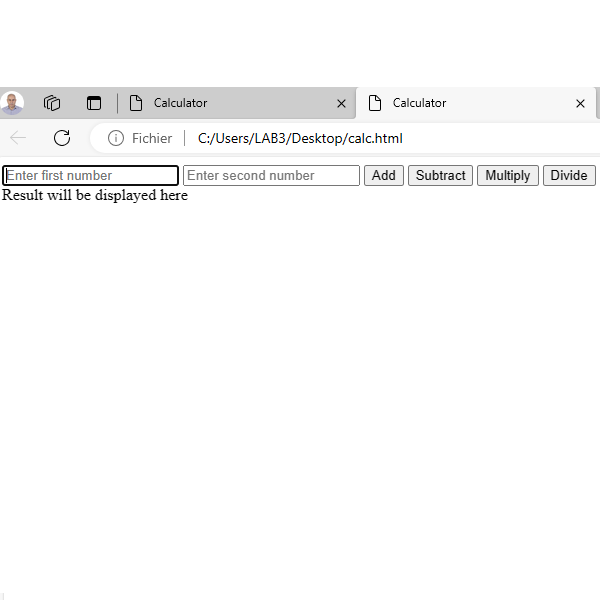 Calculator Calculator
Fichier C:/Users/LAB3/Desktop/calc.html
Enter first number Enter second number Add Subtract Multiply Divide
Result will be displayed here